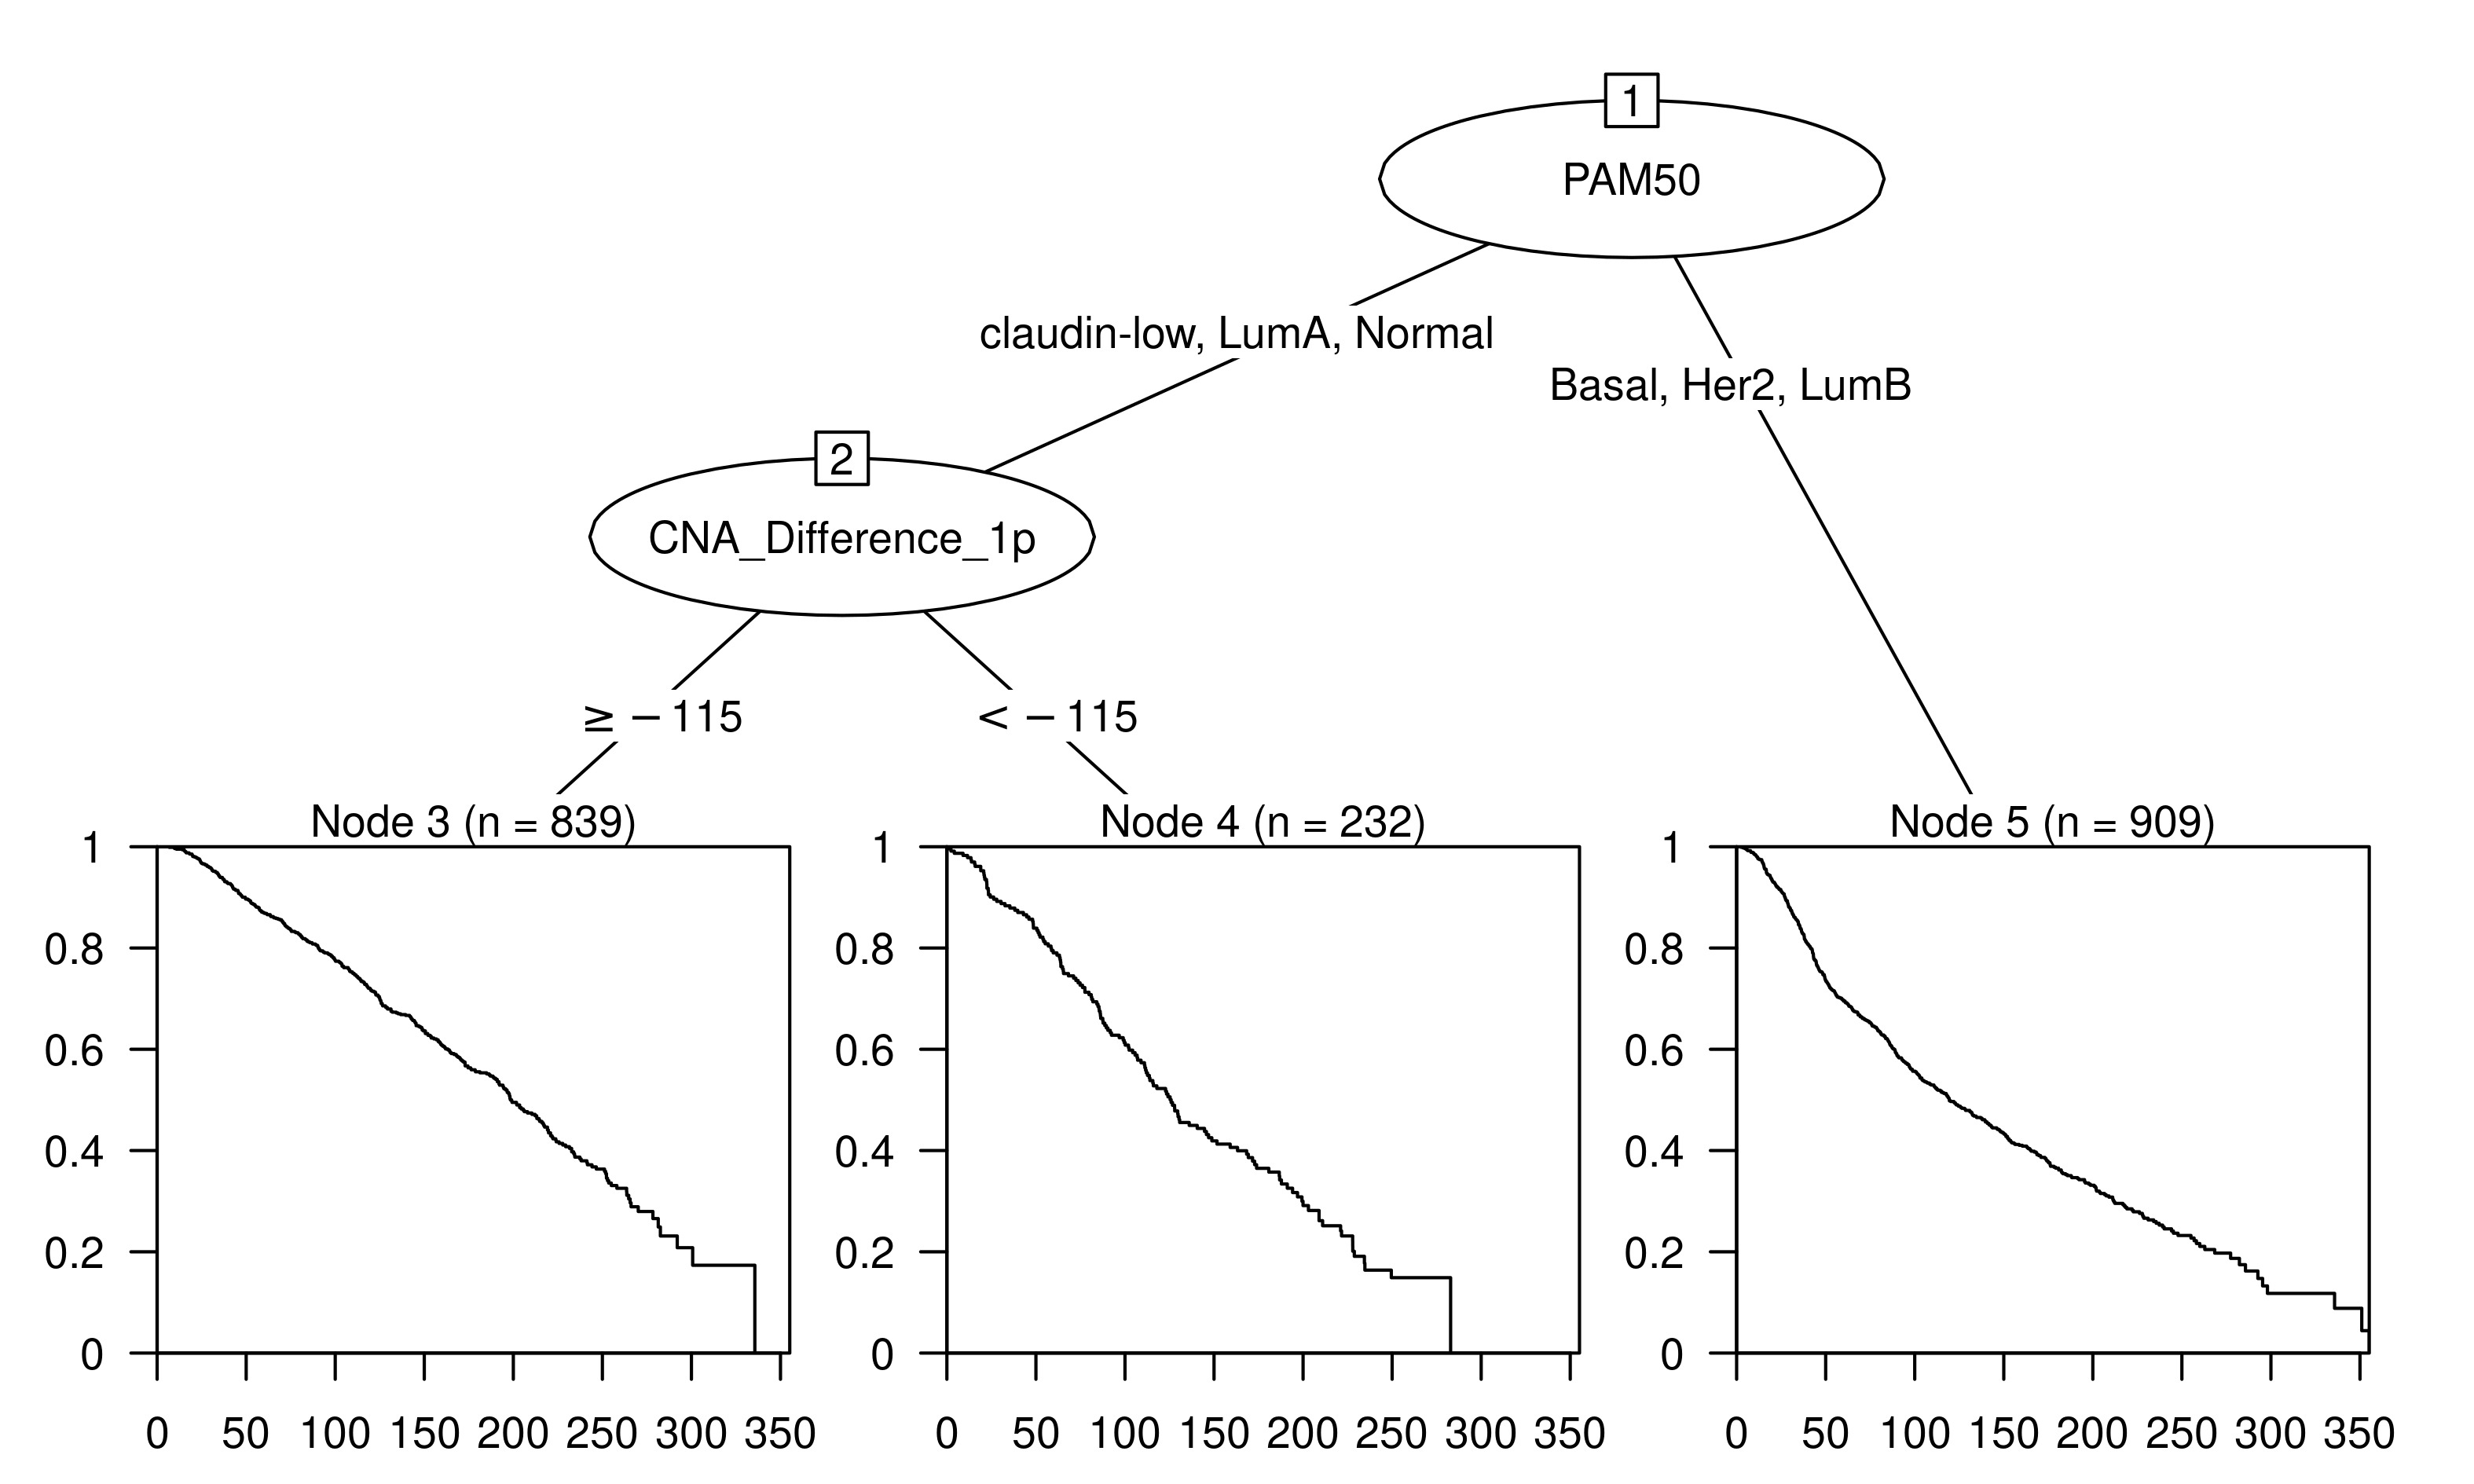 1
PAM50
claudin-low, LumA, Normal
Basal, Her2, LumB
2
CNA_Difference_1p
≥ −115
< −115
Node 3 (n = 839)
1
0.8
0.6
0.4
0.2
0
0 50 100 150 200 250 300 350
Node 4 (n = 232)
1
0.8
0.6
0.4
0.2
0
0 50 100 150 200 250 300 350
Node 5 (n = 909)
1
0.8
0.6
0.4
0.2
0
0 50 100 150 200 250 300 350